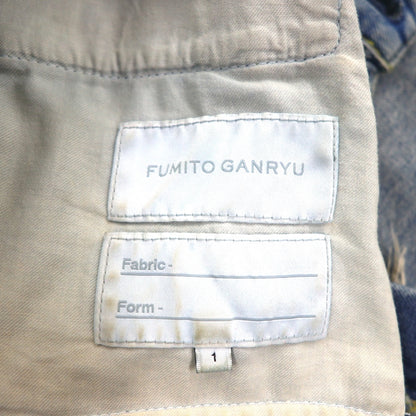 FUMITO GANRYU
Fabric -
Form -
1